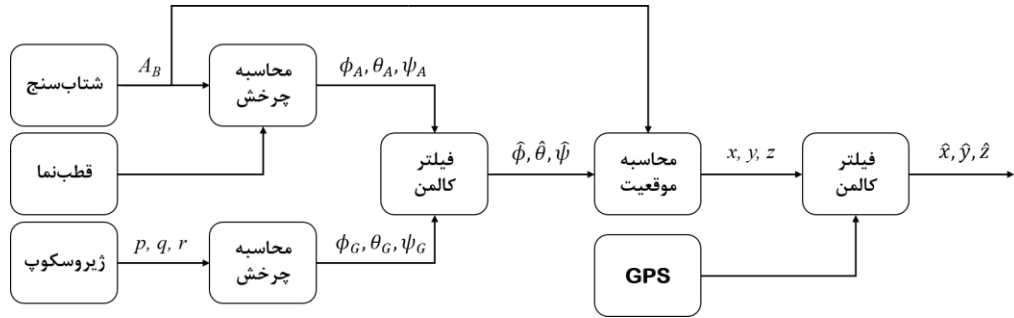 شتاب‌سنج
A_B
محاسبه
چرخش
ϕ_A, θ_A, ψ_A
قطب‌نما
فیلتر
کالمن
ϕ̂, θ̂, ψ̂
محاسبه
موقعیت
x, y, z
فیلتر
کالمن
x̂, ŷ, ẑ
ژیروسکوپ
p, q, r
محاسبه
چرخش
ϕ_G, θ_G, ψ_G
GPS